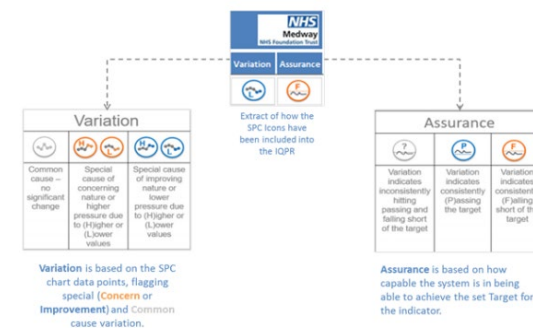 NHS
Medway
NHS Foundation Trust
Variation Assurance
L F
Extract of how the
SPC Icons have
been included into
the IQPR
Variation
H L H L
Common
cause –
no
significant
change
Special
cause of
concerning
nature or
higher
pressure due
to (H)igher or
(L)ower
values
Special cause
of improving
nature or
lower
pressure due
to (H)igher or
(L)ower
values
Variation is based on the SPC
chart data points, flagging
special (Concern or
Improvement) and Common
cause variation.
Assurance
? P F
Variation
indicates
inconsistently
hitting
passing and
falling short
of the target
Variation
indicates
consistently
(P)assing
the target
Variation
indicates
consistently
(F)alling
short of the
target
Assurance is based on how
capable the system is in being
able to achieve the set Target for
the indicator.